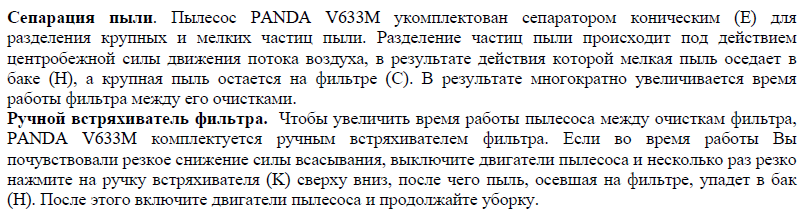 Сепарация пыли. Пылесос PANDA V633M укомплектован сепаратором коническим (E) для
разделения крупных и мелких частиц пыли. Разделение частиц пыли происходит под действием
центробежной силы движения потока воздуха, в результате действия которой мелкая пыль оседает в
баке (H), а крупная пыль остается на фильтре (C). В результате многократно увеличивается время
работы фильтра между его очистками.
Ручной встряхиватель фильтра. Чтобы увеличить время работы пылесоса между очисткам фильтра,
PANDA V633M комплектуется ручным встряхивателем фильтра. Если во время работы Вы
почувствовали резкое снижение силы всасывания, выключите двигатели пылесоса и несколько раз резко
нажмите на ручку встряхивателя (K) сверху вниз, после чего пыль, осевшая на фильтре, упадет в бак
(H). После этого включите двигатели пылесоса и продолжайте уборку.